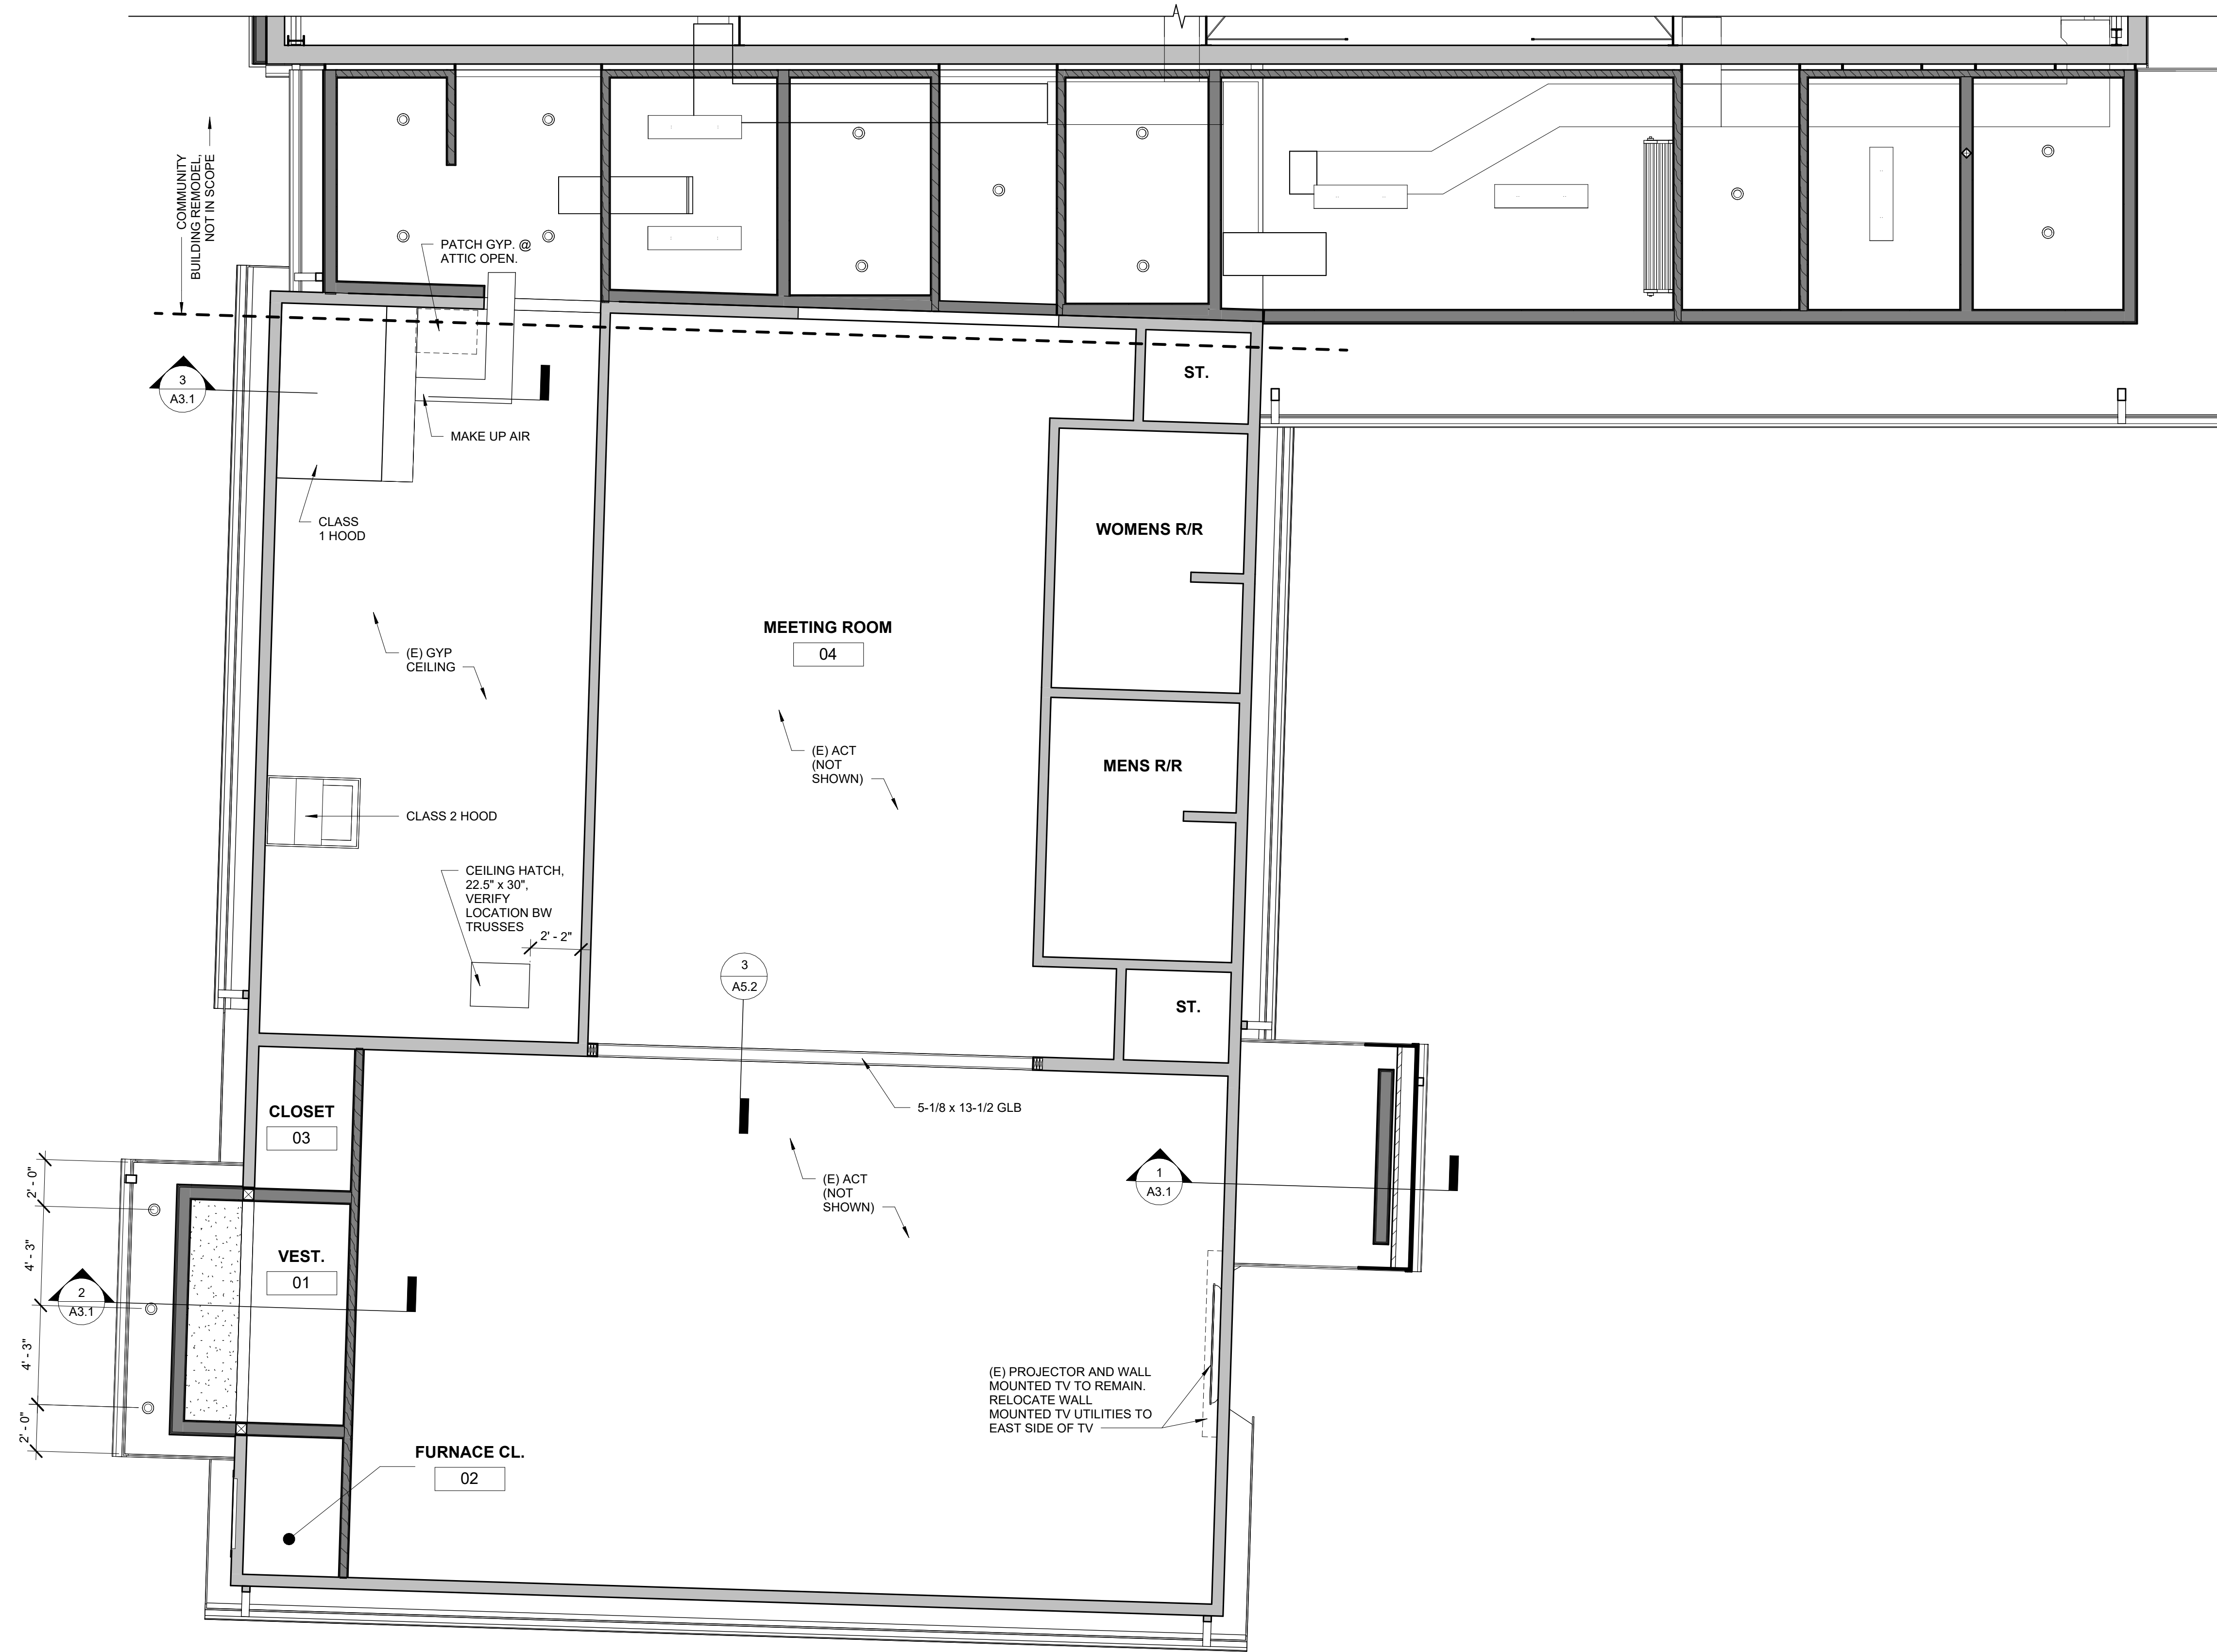 COMMUNITY
BUILDING REMODEL,
NOT IN SCOPE
PATCH GYP. @
ATTIC OPEN.
3
A3.1
MAKE UP AIR
CLASS
1 HOOD
ST.
WOMENS R/R
MEETING ROOM
04
(E) GYP
CEILING
(E) ACT
(NOT
SHOWN)
MENS R/R
CLASS 2 HOOD
CEILING HATCH,
22.5" x 30",
VERIFY
LOCATION BW
TRUSSES
2' - 2"
3
A5.2
ST.
5-1/8 x 13-1/2 GLB
CLOSET
03
(E) ACT
(NOT
SHOWN)
1
A3.1
2' - 0"
4' - 3"
VEST.
01
2
A3.1
4' - 3"
2' - 0"
(E) PROJECTOR AND WALL
MOUNTED TV TO REMAIN.
RELOCATE WALL
MOUNTED TV UTILITIES TO
EAST SIDE OF TV
FURNACE CL.
02